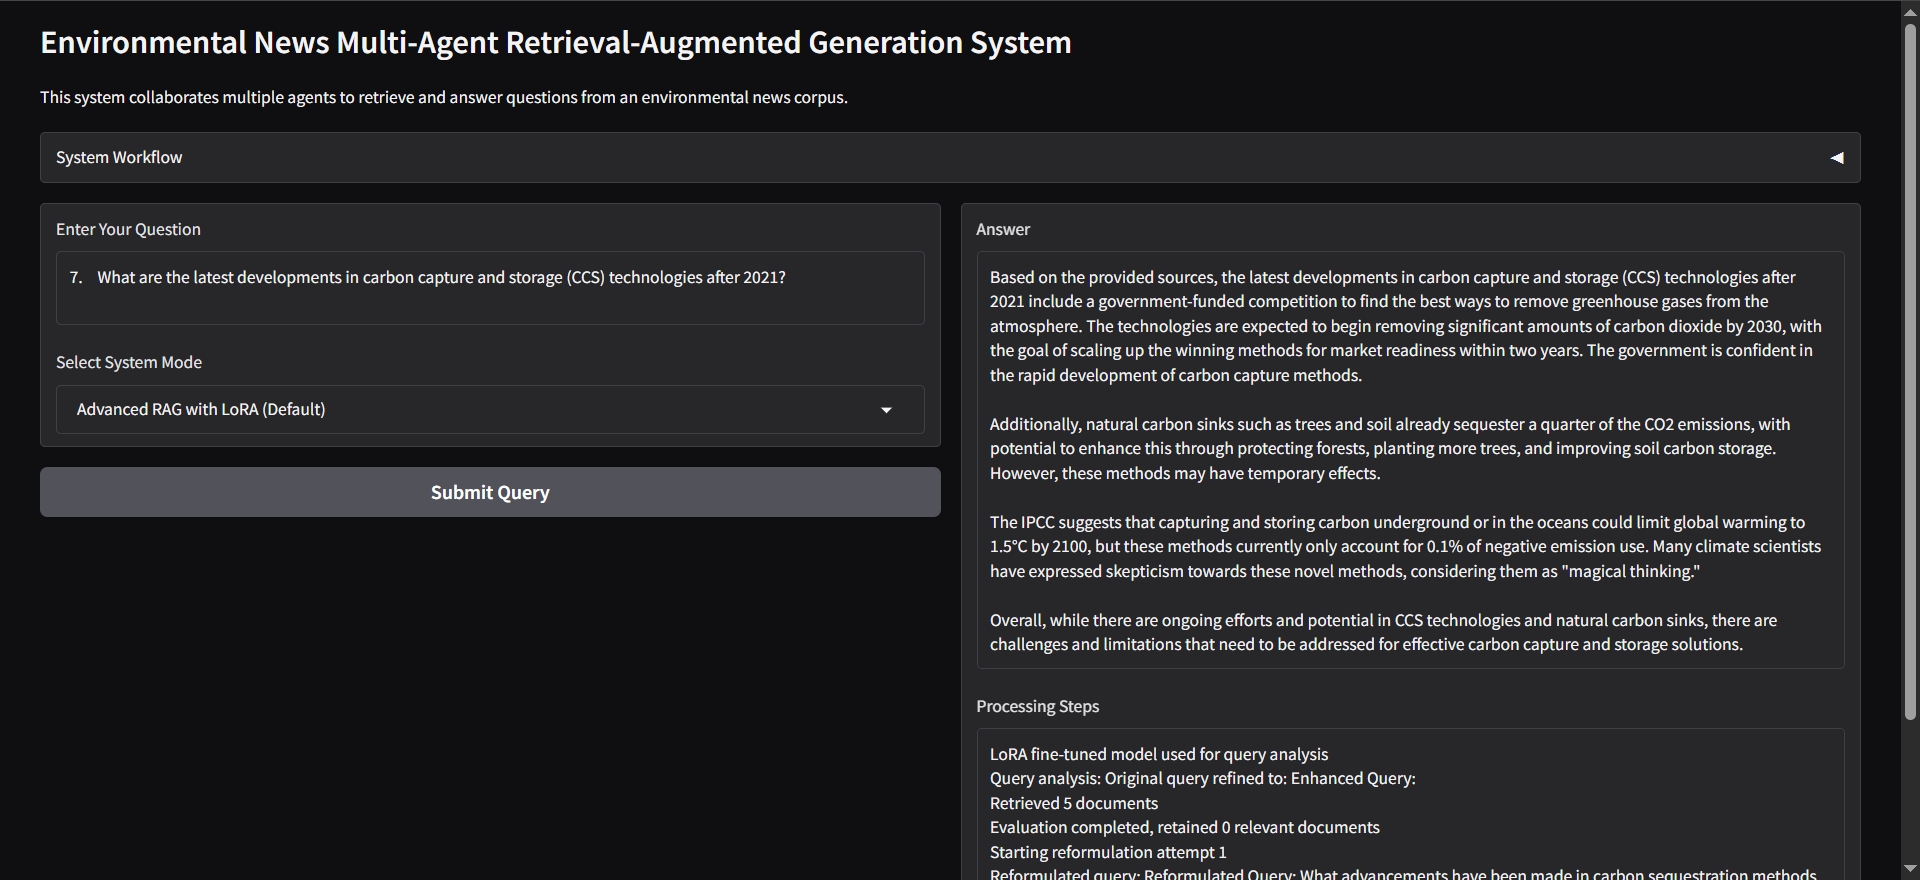 Environmental News Multi-Agent Retrieval-Augmented Generation System
This system collaborates multiple agents to retrieve and answer questions from an environmental news corpus.
System Workflow
Enter Your Question
7. What are the latest developments in carbon capture and storage (CCS) technologies after 2021?
Select System Mode
Advanced RAG with LoRA (Default)
Submit Query
Answer
Based on the provided sources, the latest developments in carbon capture and storage (CCS) technologies after
2021 include a government-funded competition to find the best ways to remove greenhouse gases from the
atmosphere. The technologies are expected to begin removing significant amounts of carbon dioxide by 2030, with
the goal of scaling up the winning methods for market readiness within two years. The government is confident in
the rapid development of carbon capture methods.
Additionally, natural carbon sinks such as trees and soil already sequester a quarter of the CO2 emissions, with
potential to enhance this through protecting forests, planting more trees, and improving soil carbon storage.
However, these methods may have temporary effects.
The IPCC suggests that capturing and storing carbon underground or in the oceans could limit global warming to
1.5°C by 2100, but these methods currently only account for 0.1% of negative emission use. Many climate scientists
have expressed skepticism towards these novel methods, considering them as "magical thinking."
Overall, while there are ongoing efforts and potential in CCS technologies and natural carbon sinks, there are
challenges and limitations that need to be addressed for effective carbon capture and storage solutions.
Processing Steps
LoRA fine-tuned model used for query analysis
Query analysis: Original query refined to: Enhanced Query:
Retrieved 5 documents
Evaluation completed, retained 0 relevant documents
Starting reformulation attempt 1
Reformulated query: Reformulated Query: What advancements have been made in carbon sequestration methods